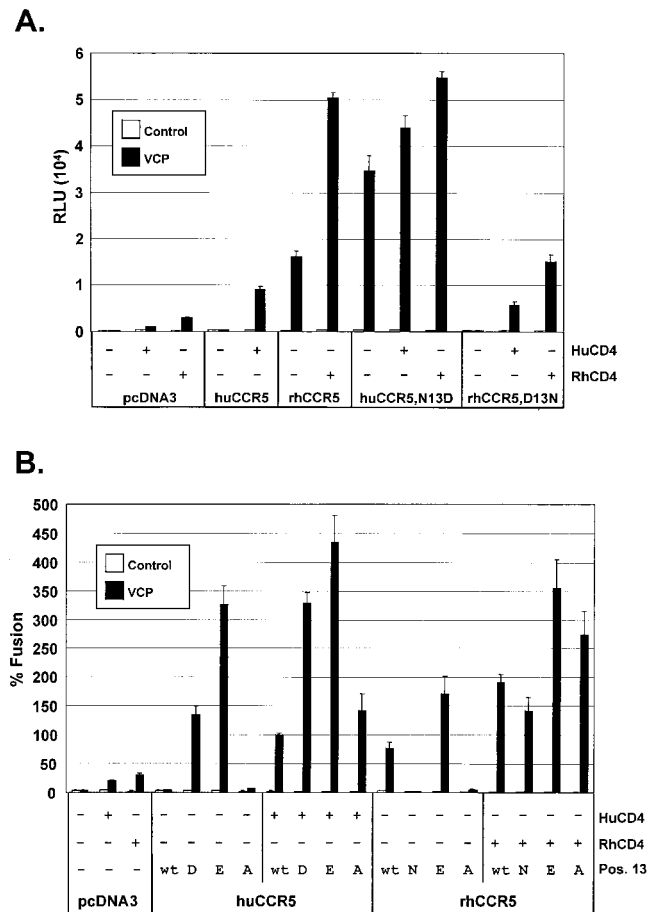 A.
6
5
4
3
2
1
0
RLU (10⁴)
Control
VCP
– + – – + – – – + – – + –
HuCD4
– – + – – – + – – + – – +
RhCD4
pcDNA3 huCCR5 rhCCR5 huCCR5,N13D rhCCR5,D13N
B.
500
450
400
350
300
250
200
150
100
50
0
% Fusion
Control
VCP
– + – – – – – + + + + – – – – – – – –
HuCD4
– – + – – – – – – – – – – – – + + + +
RhCD4
– – – wt D E A wt D E A wt N E A wt N E A
Pos. 13
pcDNA3 huCCR5 rhCCR5